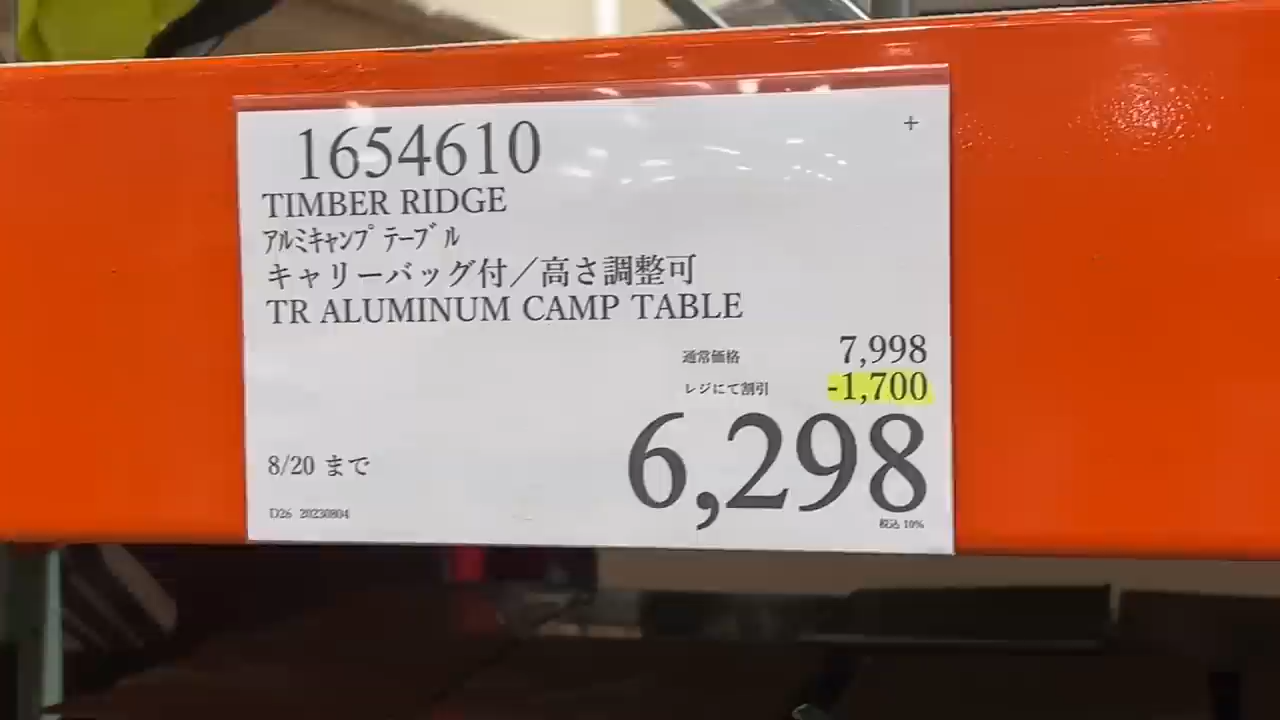 +
1654610
TIMBER RIDGE
ｱﾙﾐｷｬﾝﾌﾟ ﾃｰﾌﾞﾙ
キャリーバッグ付／高さ調整可
TR ALUMINUM CAMP TABLE
通常価格 7,998
レジにて割引 -1,700
6,298
8/20 まで
税込 10%
D26 20230804